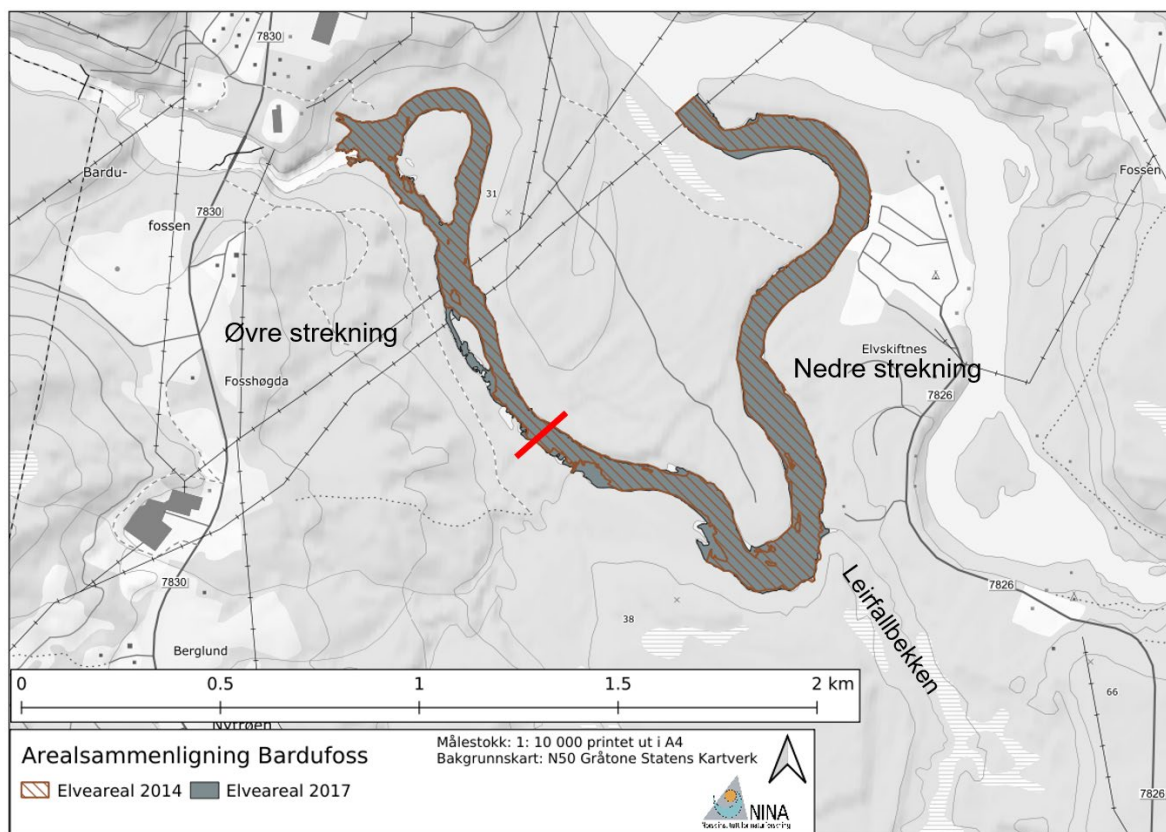 7830
Bardu-
fossen
7830
31
Fossen
Øvre strekning
Fosshøgda
Elvskiftnes
Nedre strekning
7826
7830
Leirfallbekken
7826
38
Berglund
66
0 0.5 1 1.5 2 km
7826
Arealsammenligning Bardufoss
Målestokk: 1: 10 000 printet ut i A4
Bakgrunnskart: N50 Gråtone Statens Kartverk
Elveareal 2014 Elveareal 2017
NINA